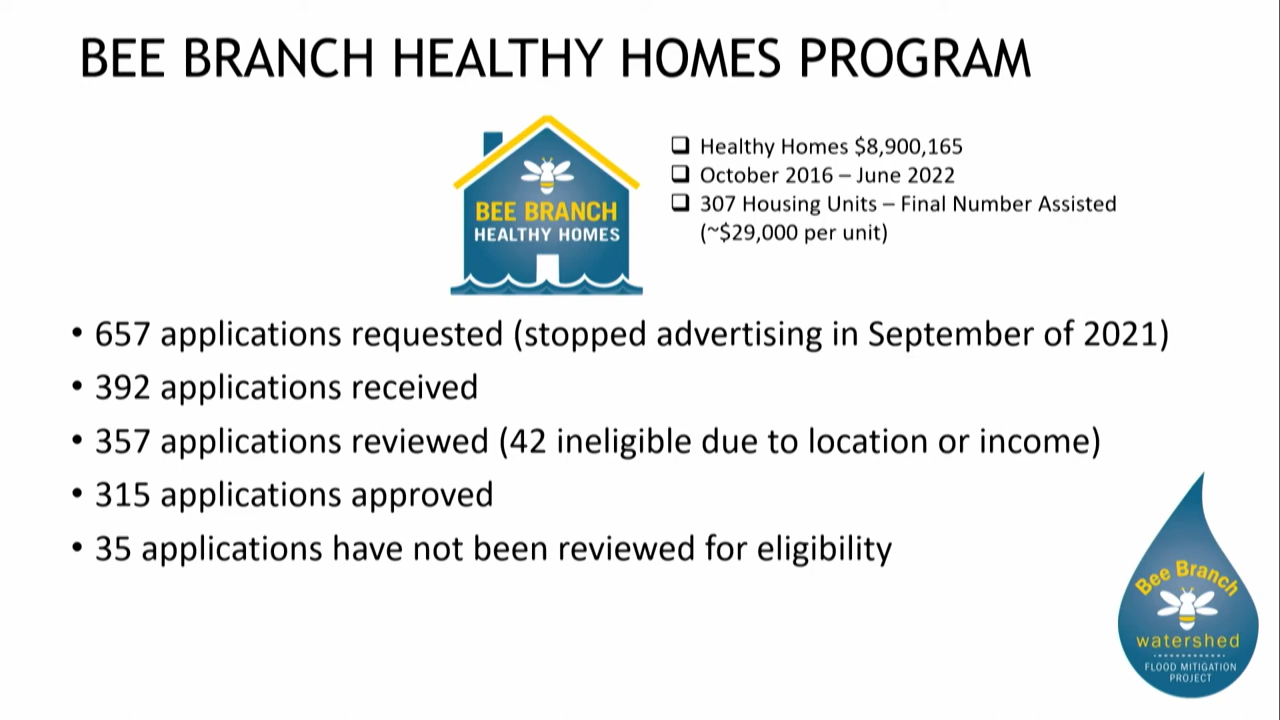 BEE BRANCH HEALTHY HOMES PROGRAM
BEE BRANCH
HEALTHY HOMES
❑ Healthy Homes $8,900,165
❑ October 2016 – June 2022
❑ 307 Housing Units – Final Number Assisted
(~$29,000 per unit)
• 657 applications requested (stopped advertising in September of 2021)
• 392 applications received
• 357 applications reviewed (42 ineligible due to location or income)
• 315 applications approved
• 35 applications have not been reviewed for eligibility
Bee Branch
watershed
FLOOD MITIGATION
PROJECT